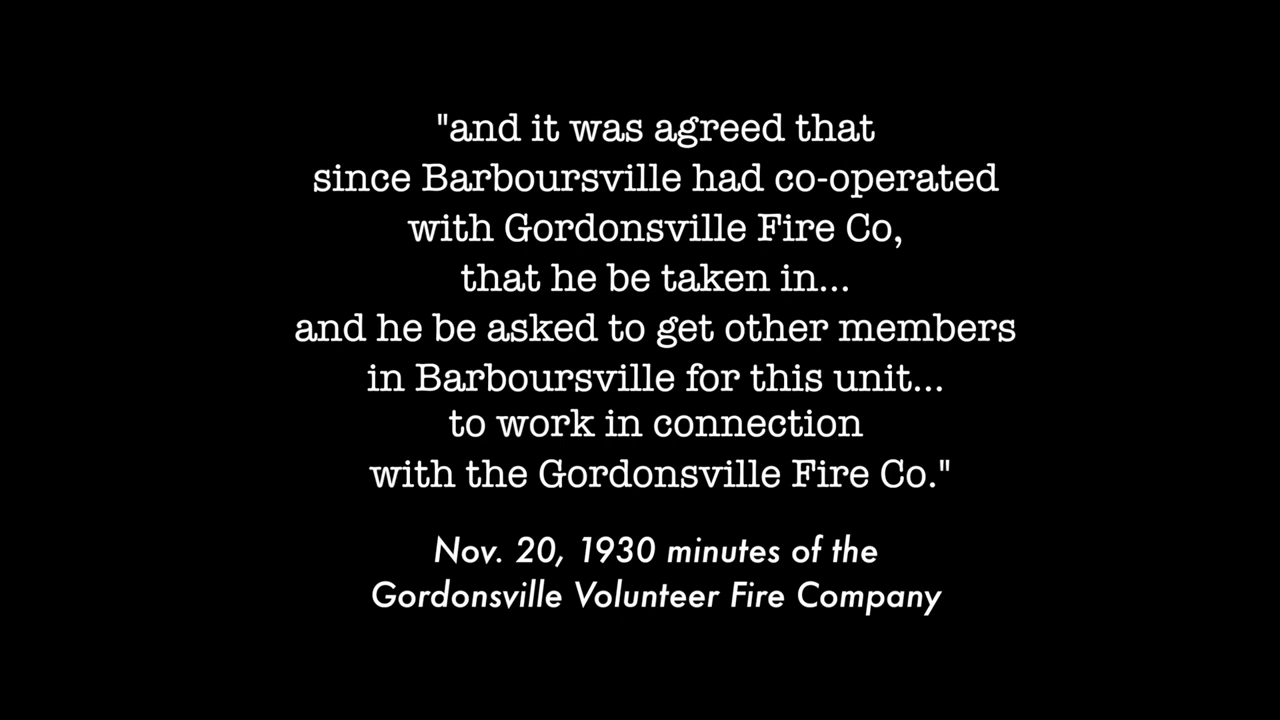 "and it was agreed that
since Barboursville had co-operated
with Gordonsville Fire Co,
that he be taken in...
and he be asked to get other members
in Barboursville for this unit...
to work in connection
with the Gordonsville Fire Co."
Nov. 20, 1930 minutes of the
Gordonsville Volunteer Fire Company